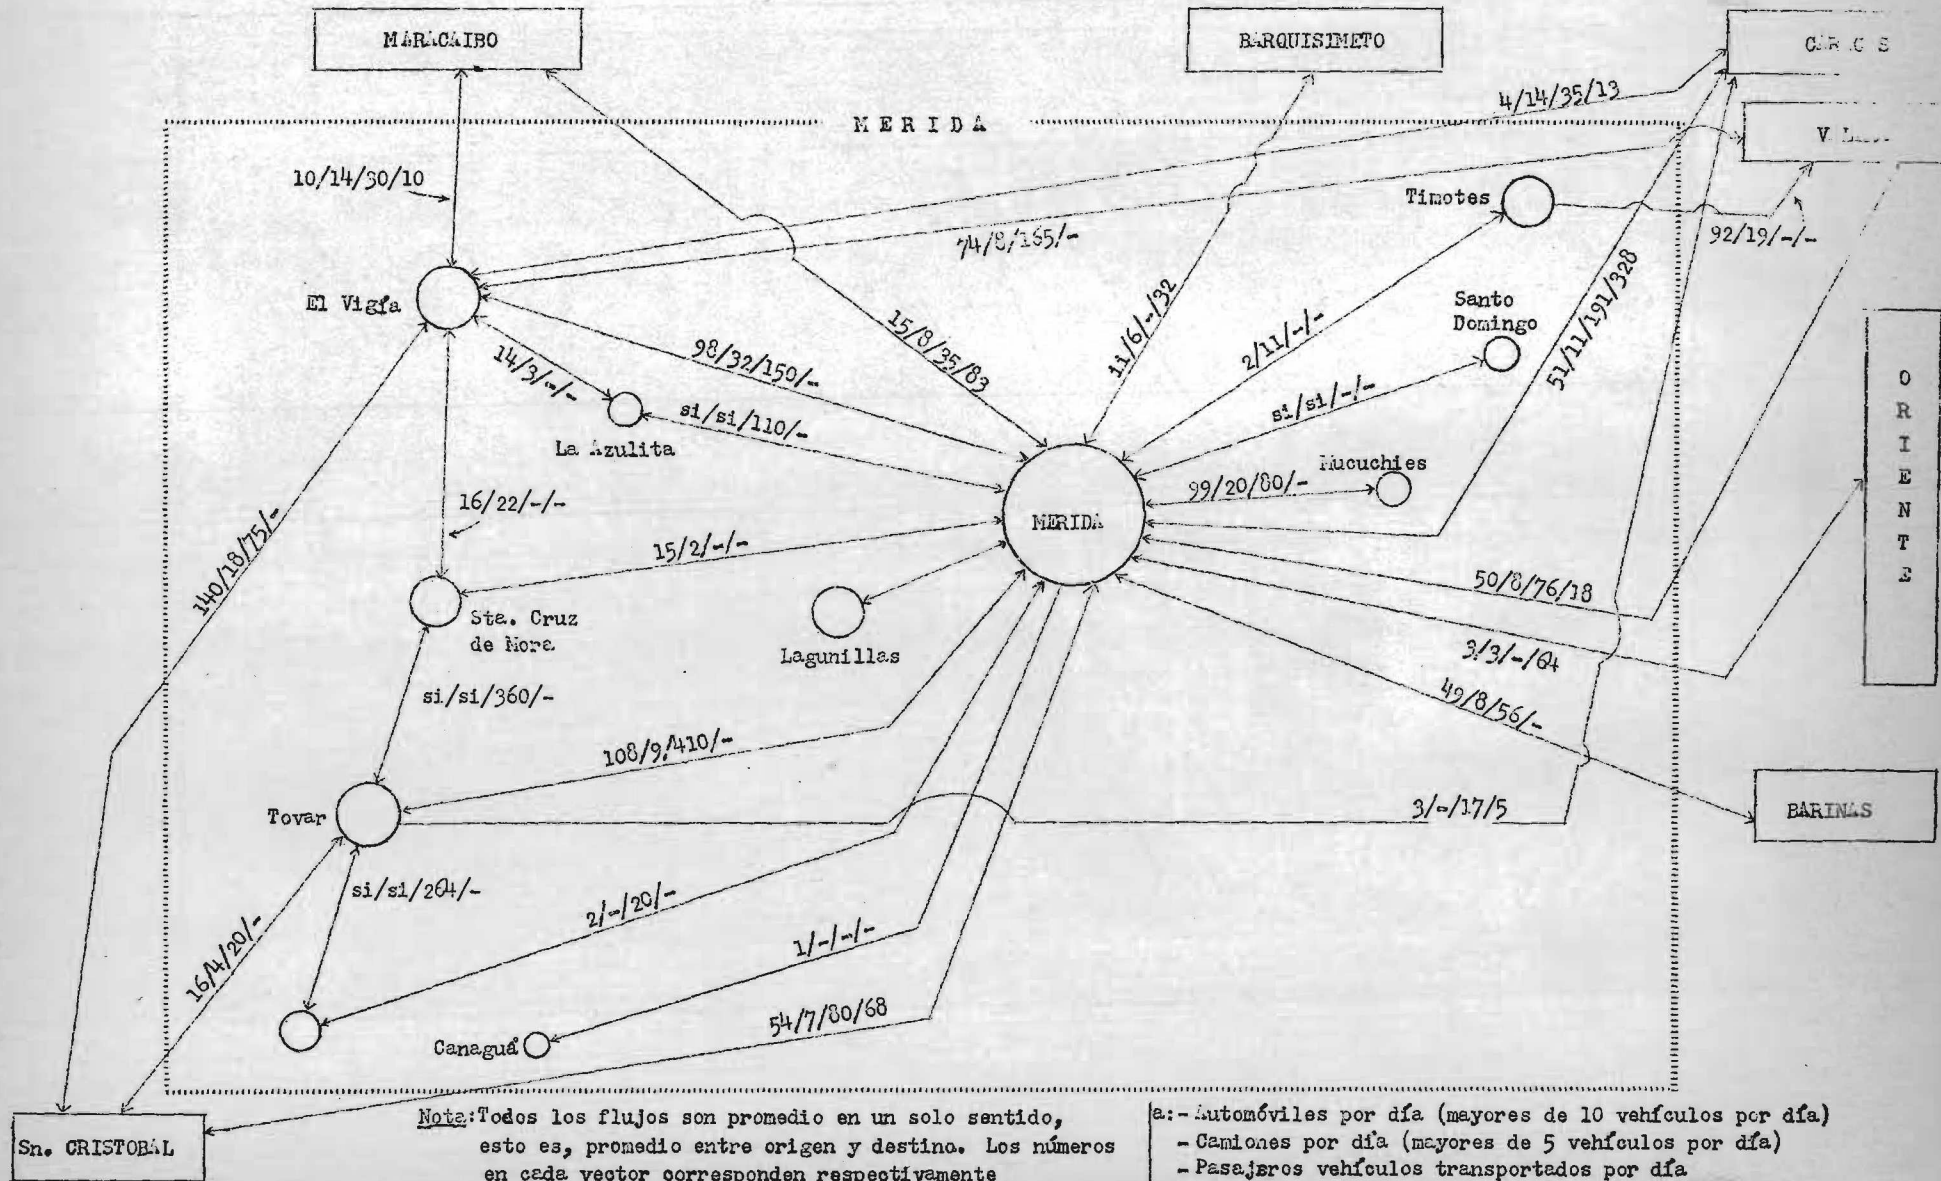 MARACAIBO
BARQUISIMETO
MERIDA
4/14/35/13
10/14/30/10
74/8/165/-
Timotes
92/19/-/-
El Vigía
Santo
Domingo
14/3/-/-
98/32/150/-
15/8/35/83
11/6/-/32
2/11/-/-
51/11/191/328
si/si/-/-
si/si/110/-
La Azulita
Mucuchies
99/20/80/-
MERIDA
ORIENTE
16/22/-/-
140/18/75/-
15/2/-/-
50/8/76/18
Sta. Cruz
de Mora
Lagunillas
3/3/-/64
49/8/56/-
si/si/360/-
108/9/410/-
Tovar
3/-/17/5
BARINAS
si/si/264/-
16/4/20/-
2/-/20/-
1/-/-/-
54/7/80/68
Canaguá
Sn. CRISTOBAL
Nota:Todos los flujos son promedio en un solo sentido,
esto es, promedio entre origen y destino. Los números
en cada vector corresponden respectivamente
a:-Automóviles por día (mayores de 10 vehículos por día)
-Camiones por día (mayores de 5 vehículos por día)
-Pasajeros vehículos transportados por día